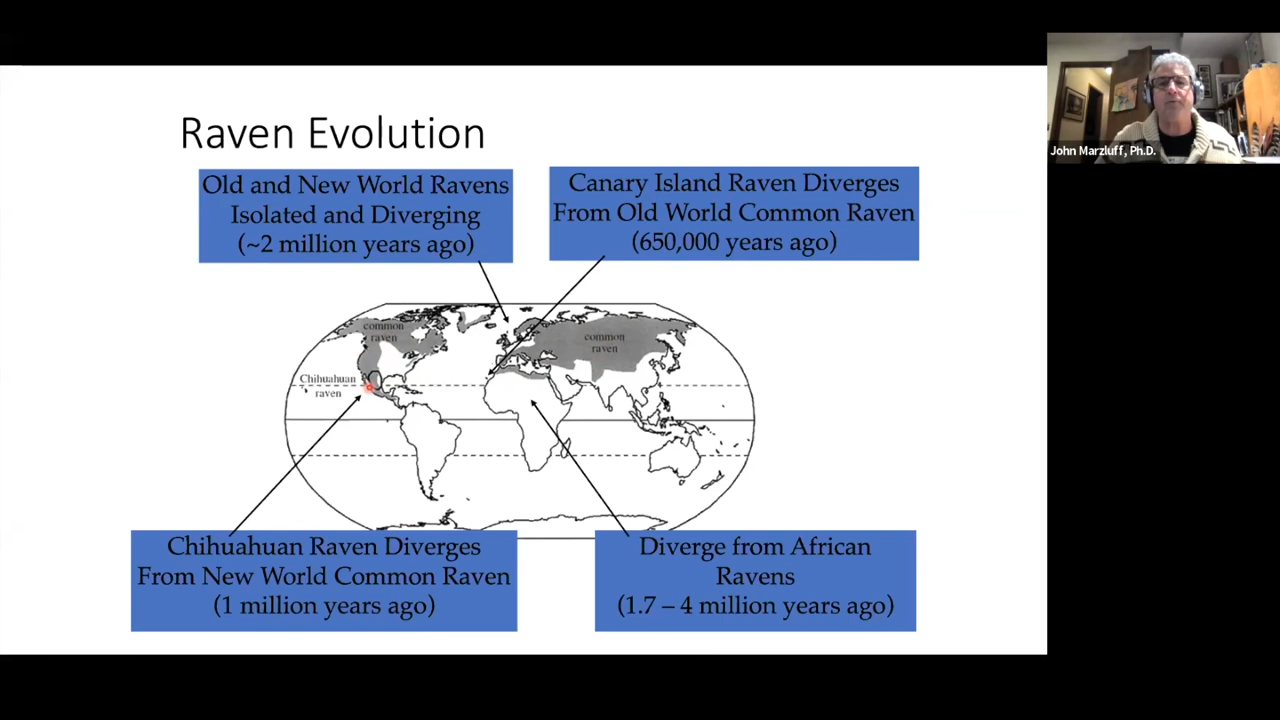 Raven Evolution
Old and New World Ravens
Isolated and Diverging
(~2 million years ago)
Canary Island Raven Diverges
From Old World Common Raven
(650,000 years ago)
common
raven
common
raven
Chihuahuan
raven
Chihuahuan Raven Diverges
From New World Common Raven
(1 million years ago)
Diverge from African
Ravens
(1.7 – 4 million years ago)
John Marzluff, Ph.D.